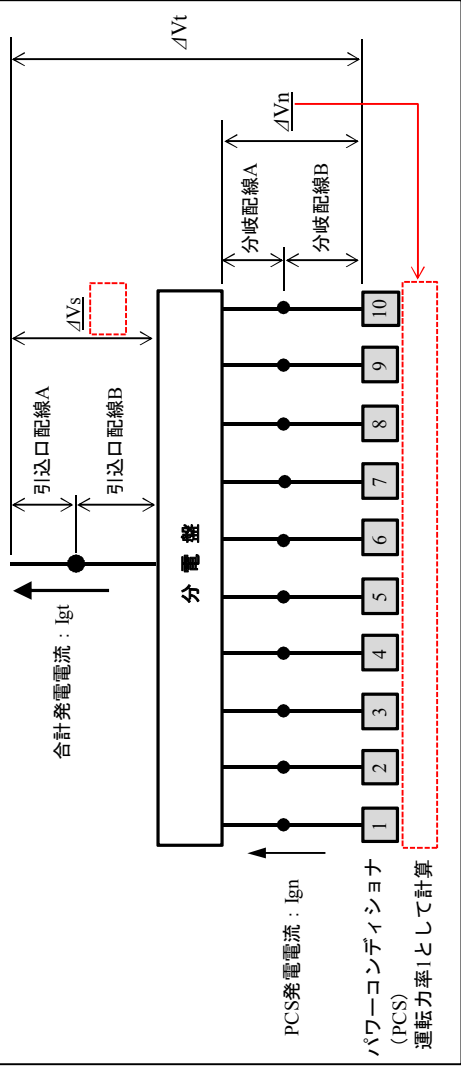 ΔVt
引込口配線A
ΔVs
引込口配線B
合計発電電流：Igt
分電盤
ΔVn
分岐配線A
分岐配線B
PCS発電電流：Ign
1
2
3
4
5
6
7
8
9
10
パワーコンディショナ
(PCS)
運転力率1として計算